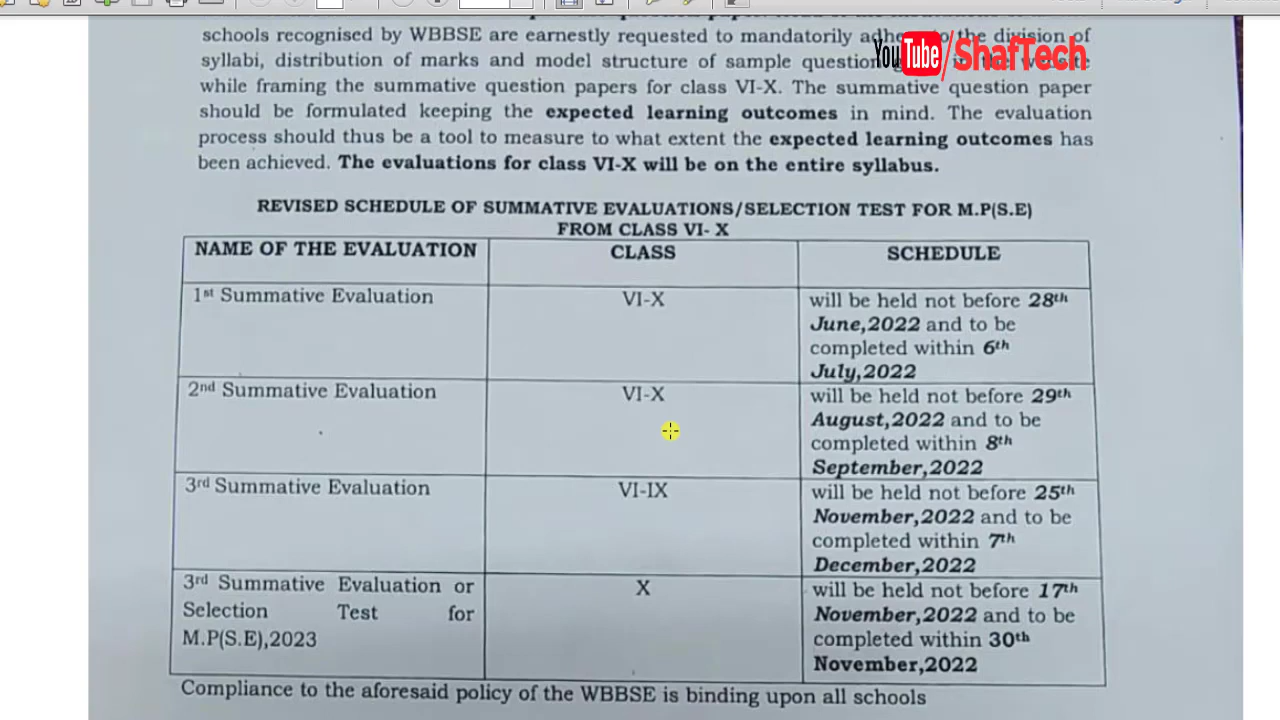 schools recognised by WBBSE are earnestly requested to mandatorily the division of
YouTube/ShafTech
syllabi, distribution of marks and model structure of sample question
while framing the summative question papers for class VI-X. The summative question paper
should be formulated keeping the expected learning outcomes in mind. The evaluation
process should thus be a tool to measure to what extent the expected learning outcomes has
been achieved. The evaluations for class VI-X will be on the entire syllabus.
REVISED SCHEDULE OF SUMMATIVE EVALUATIONS/SELECTION TEST FOR M.P(S.E)
FROM CLASS VI- X
NAME OF THE EVALUATION CLASS SCHEDULE
1st Summative Evaluation VI-X will be held not before 28th
June,2022 and to be
completed within 6th
July,2022
2nd Summative Evaluation VI-X will be held not before 29th
August,2022 and to be
completed within 8th
September,2022
3rd Summative Evaluation VI-IX will be held not before 25th
November,2022 and to be
completed within 7th
December,2022
3rd Summative Evaluation or X will be held not before 17th
Selection Test for November,2022 and to be
M.P(S.E),2023 completed within 30th
November,2022
Compliance to the aforesaid policy of the WBBSE is binding upon all schools